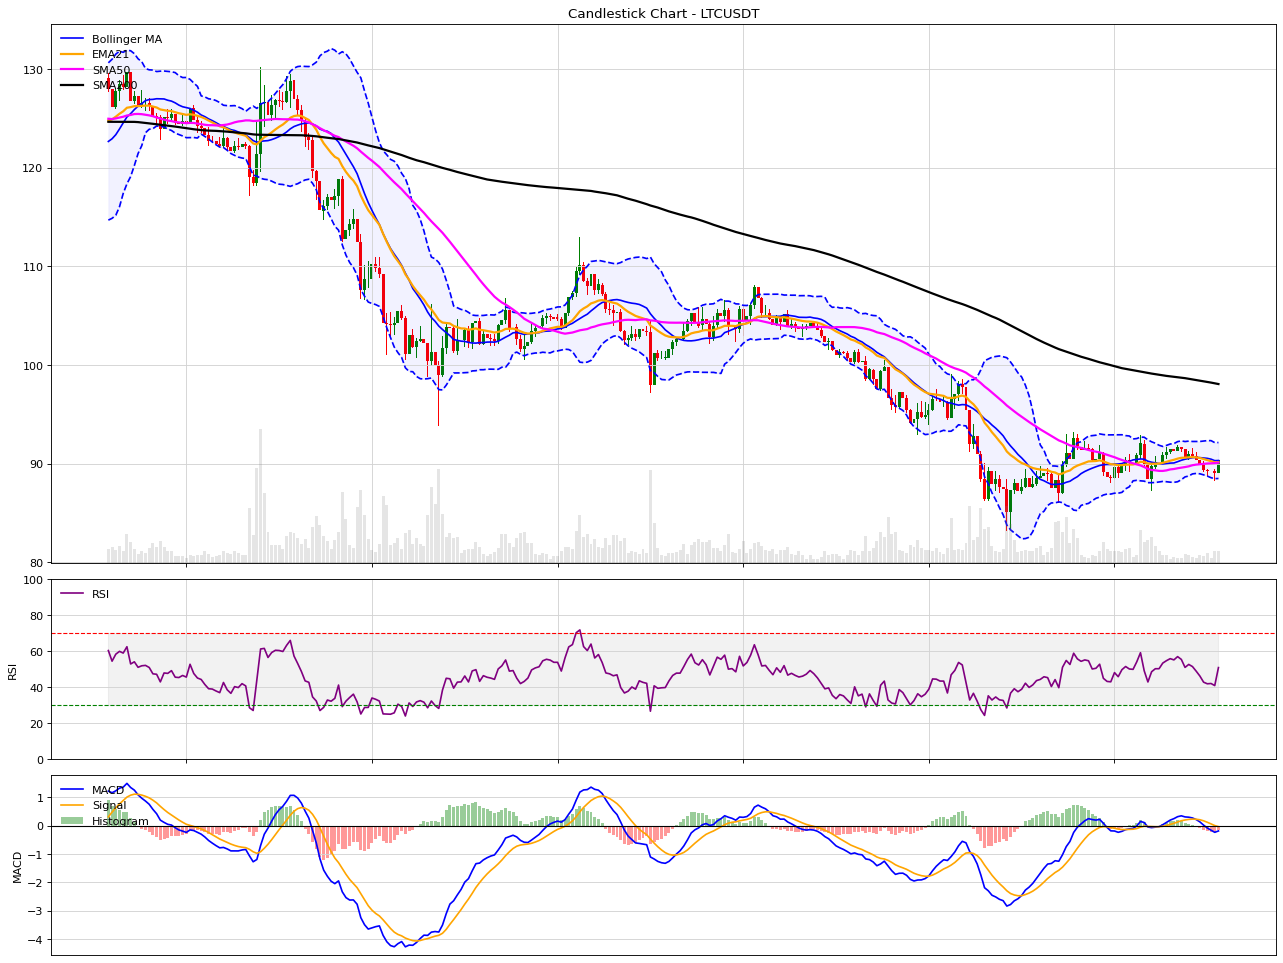 Candlestick Chart - LTCUSDT
Bollinger MA
EMA21
SMA50
SMA200
130
120
110
100
90
80
RSI
100
80
60
40
20
0
RSI
MACD
Signal
Histogram
1
0
−1
−2
−3
−4
MACD